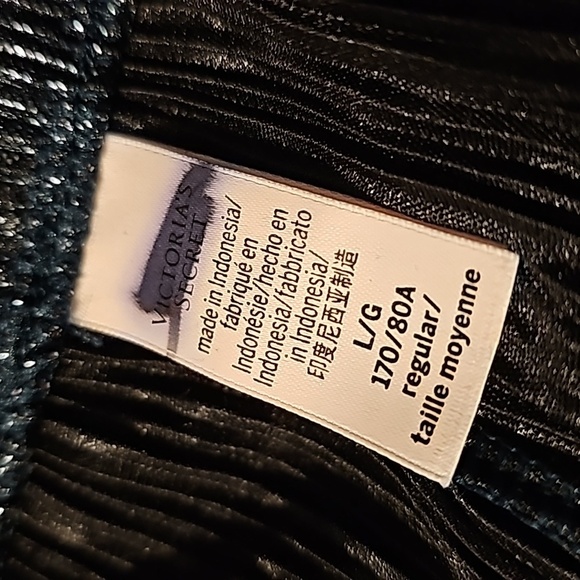 VICTORIA'S
SECRET
made in Indonesia/
fabriqué en
Indonésie/hecho en
Indonesia/fabbricato
in Indonesia/
印度尼西亚制造
L/G
170/80A
regular/
taille moyenne